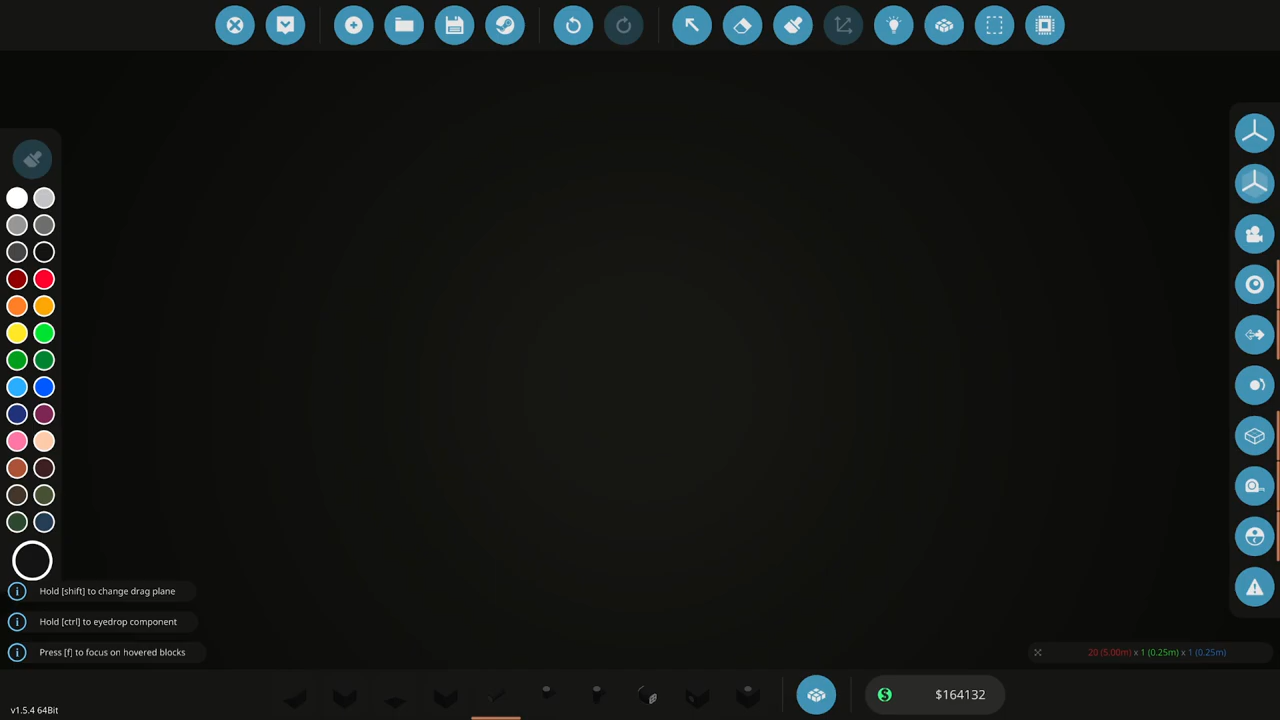 Hold [shift] to change drag plane
Hold [ctrl] to eyedrop component
Press [f] to focus on hovered blocks
20 (5.00m) x 1 (0.25m) x 1 (0.25m)
$ $164132
v1.5.4 64Bit